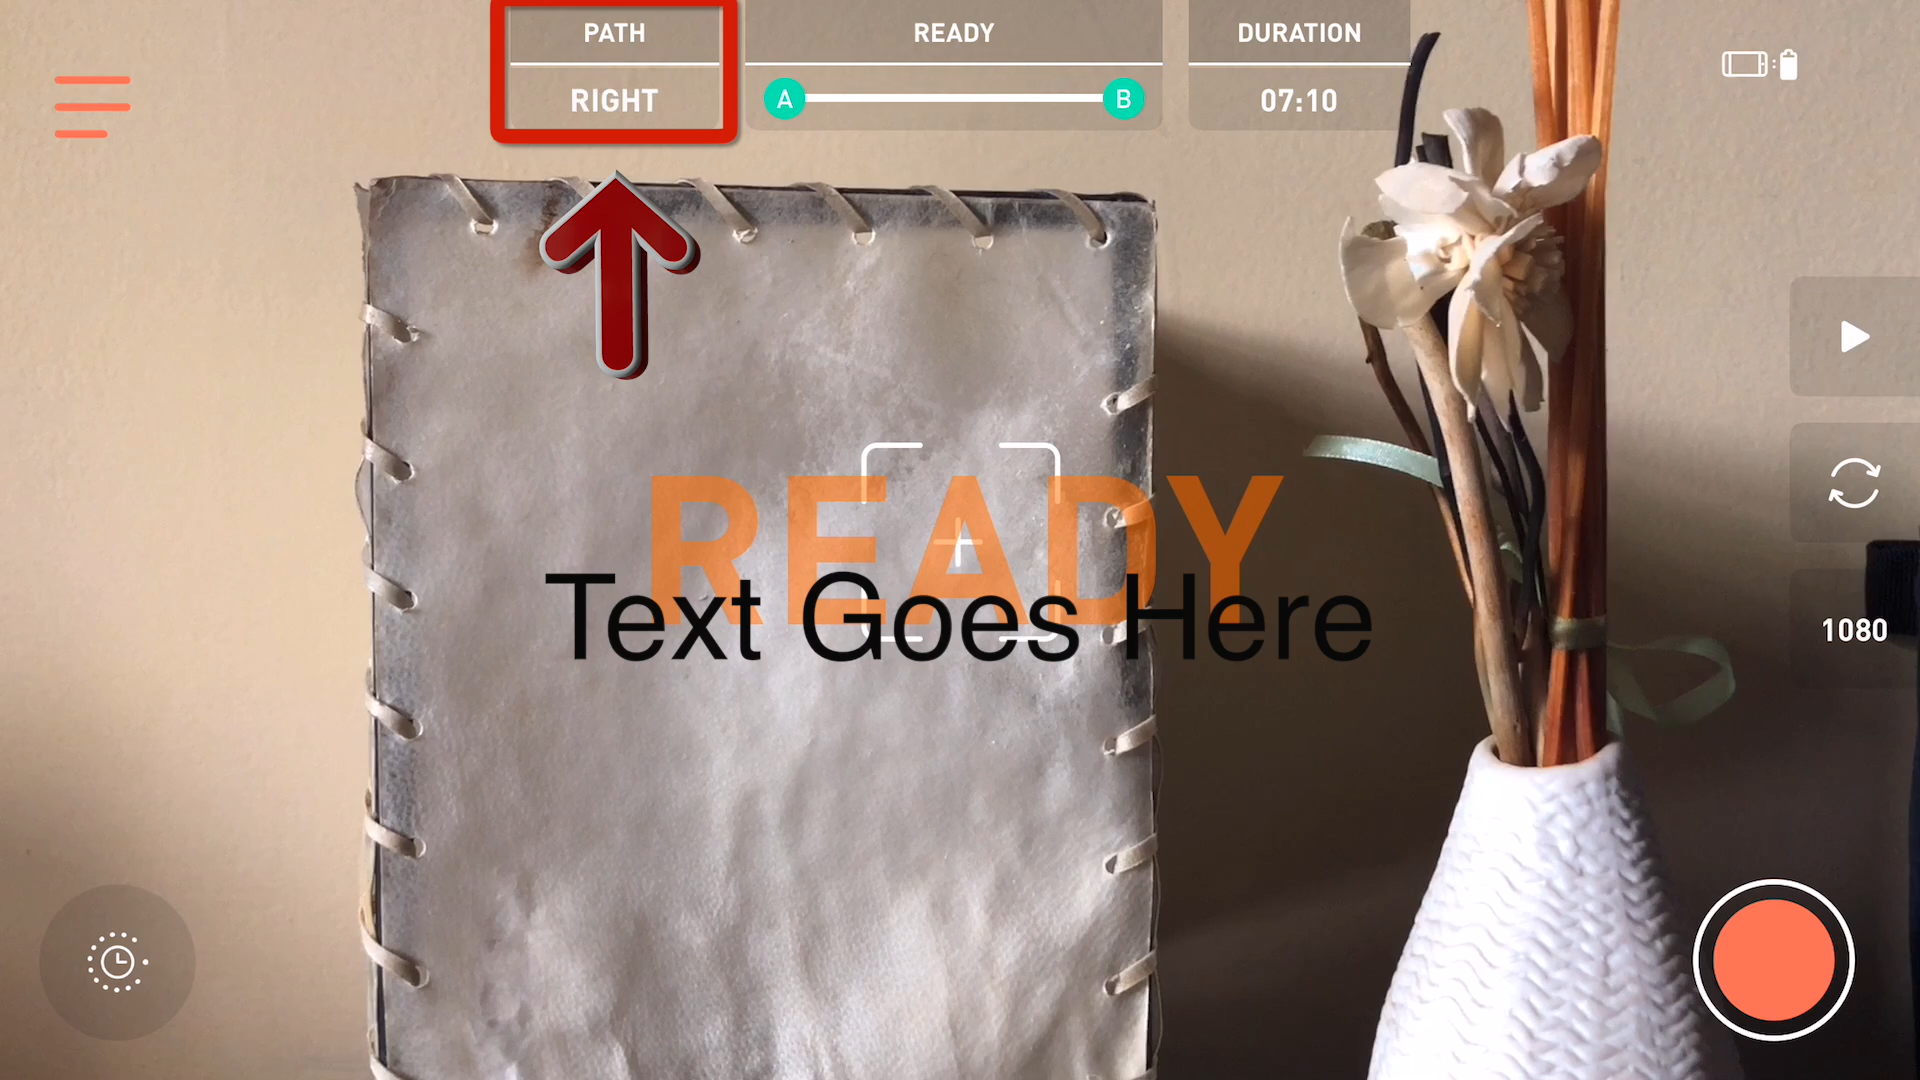 PATH
READY
DURATION
RIGHT
A
B
07:10
READY
Text Goes Here
1080